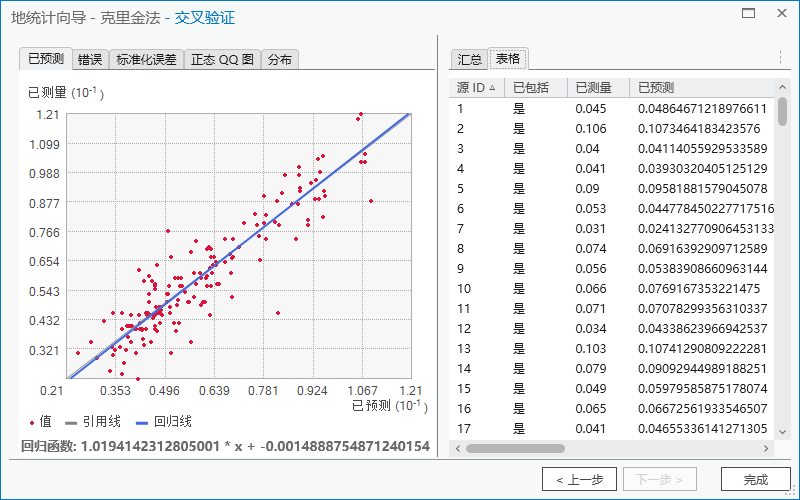 地统计向导 - 克里金法 - 交叉验证
已预测 错误 标准化误差 正态 QQ 图 分布
已测量 (10⁻¹)
1.21
1.099
0.988
0.877
0.766
0.654
0.543
0.432
0.321
0.21 0.353 0.496 0.639 0.781 0.924 1.067 1.21
已预测 (10⁻¹)
值 引用线 回归线
回归函数: 1.0194142312805001 * x + -0.0014888754871240154
汇总 表格
源 ID 已包括 已测量 已预测
1 是 0.045 0.04864671218976611
2 是 0.106 0.1073464183423576
3 是 0.04 0.04114055929533589
4 是 0.041 0.03930320405125129
5 是 0.09 0.09581881579045078
6 是 0.053 0.044778450227717516
7 是 0.031 0.024132770906453133
8 是 0.074 0.06916392909712589
9 是 0.056 0.05383908660963144
10 是 0.066 0.0769167353221475
11 是 0.071 0.07078299356310337
12 是 0.034 0.04338623966942537
13 是 0.103 0.10741290809222281
14 是 0.079 0.09092944989188251
15 是 0.049 0.05979585875178074
16 是 0.065 0.06672561933546507
17 是 0.041 0.04655336141271305
< 上一步 下一步 > 完成